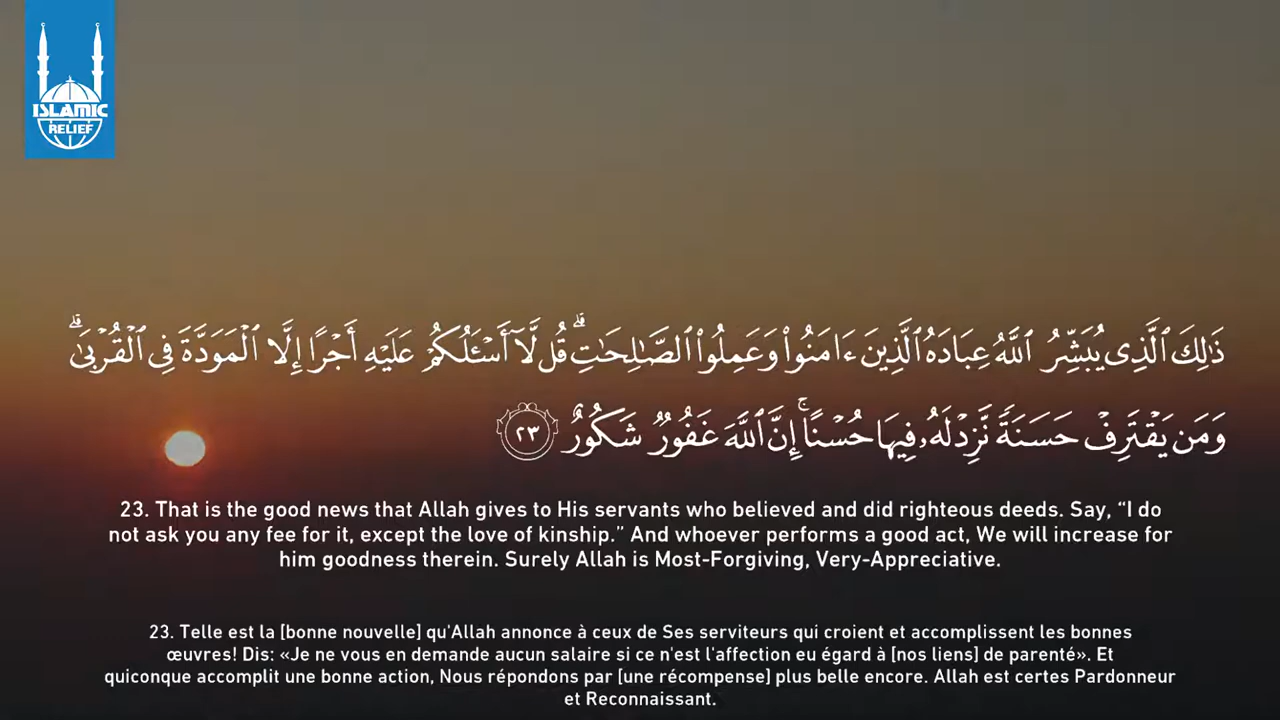 ISLAMIC
RELIEF
ذَٰلِكَ ٱلَّذِى يُبَشِّرُ ٱللَّهُ عِبَادَهُ ٱلَّذِينَ ءَامَنُوا۟ وَعَمِلُوا۟ ٱلصَّـٰلِحَـٰتِ ۗ قُل لَّآ أَسْـَٔلُكُمْ عَلَيْهِ أَجْرًا إِلَّا ٱلْمَوَدَّةَ فِى ٱلْقُرْبَىٰ ۗ
وَمَن يَقْتَرِفْ حَسَنَةً نَّزِدْ لَهُۥ فِيهَا حُسْنًا ۚ إِنَّ ٱللَّهَ غَفُورٌ شَكُورٌ ٢٣
23. That is the good news that Allah gives to His servants who believed and did righteous deeds. Say, “I do
not ask you any fee for it, except the love of kinship.” And whoever performs a good act, We will increase for
him goodness therein. Surely Allah is Most-Forgiving, Very-Appreciative.
23. Telle est la [bonne nouvelle] qu'Allah annonce à ceux de Ses serviteurs qui croient et accomplissent les bonnes
œuvres! Dis: «Je ne vous en demande aucun salaire si ce n'est l'affection eu égard à [nos liens] de parenté». Et
quiconque accomplit une bonne action, Nous répondons par [une récompense] plus belle encore. Allah est certes Pardonneur
et Reconnaissant.